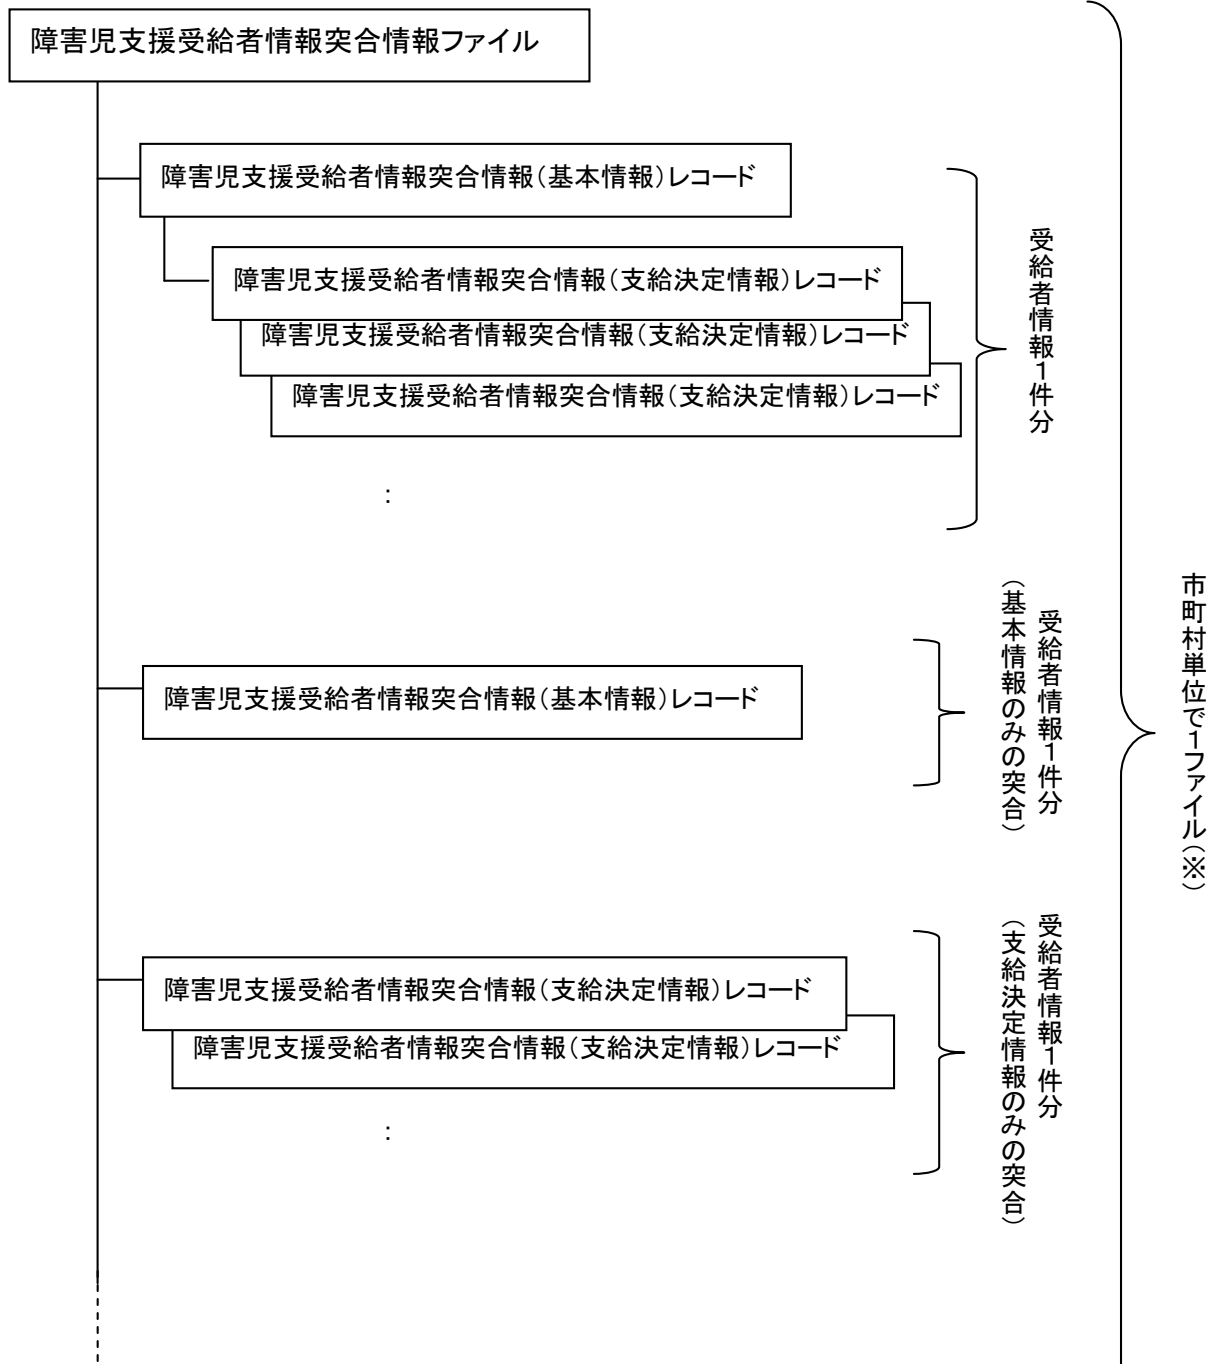 障害児支援受給者情報突合情報ファイル
障害児支援受給者情報突合情報(基本情報)レコード
障害児支援受給者情報突合情報(支給決定情報)レコード
障害児支援受給者情報突合情報(支給決定情報)レコード
障害児支援受給者情報突合情報(支給決定情報)レコード
:
受給者情報1件分
障害児支援受給者情報突合情報(基本情報)レコード
受給者情報1件分
(基本情報のみの突合)
障害児支援受給者情報突合情報(支給決定情報)レコード
障害児支援受給者情報突合情報(支給決定情報)レコード
:
受給者情報1件分
(支給決定情報のみの突合)
市町村単位で1ファイル(※)